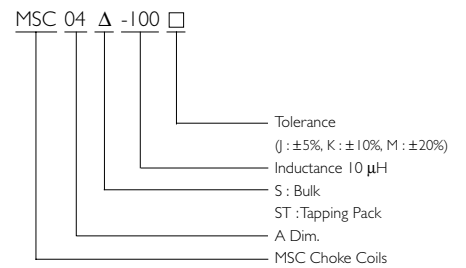 MSC 04 Δ -100 □
Tolerance
(J : ±5%, K : ±10%, M : ±20%)
Inductance 10 µH
S : Bulk
ST : Tapping Pack
A Dim.
MSC Choke Coils